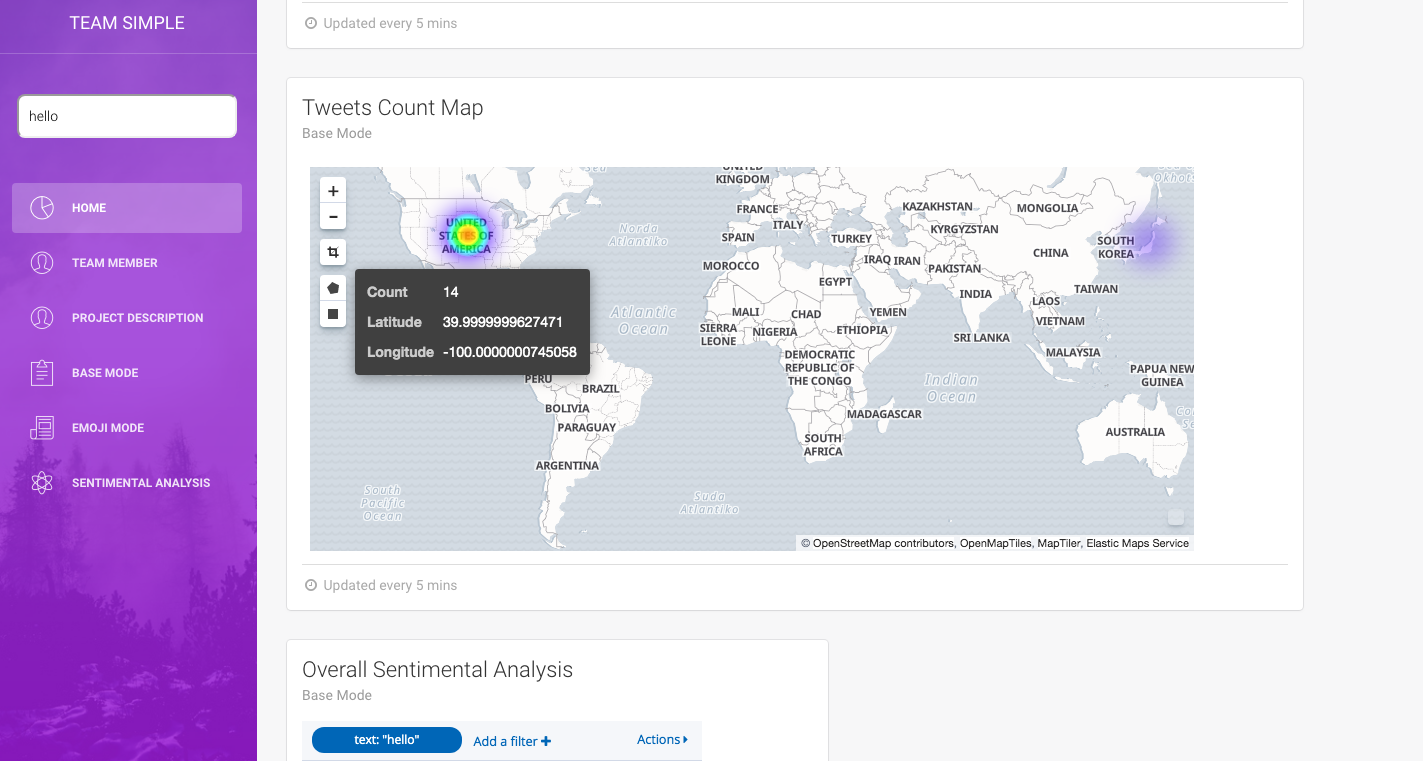 TEAM SIMPLE
hello
HOME
TEAM MEMBER
PROJECT DESCRIPTION
BASE MODE
EMOJI MODE
SENTIMENTAL ANALYSIS
Updated every 5 mins
Tweets Count Map
Base Mode
+
−
UNITED
KINGDOM
Okhots
FRANCE
KAZAKHSTAN
MONGOLIA
UNITED
STATES OF
AMERICA
Norda
Atlantiko
ITALY
KYRGYZSTAN
SPAIN
TURKEY
SOUTH
KOREA
CHINA
IRAQ
IRAN
MOROCCO
PAKISTAN
EGYPT
TAIWAN
INDIA
LAOS
Count 14
Latitude 39.9999999627471
Longitude -100.0000000745058
Atlantic
Ocean
MALI
CHAD
YEMEN
VIETNAM
SIERRA
LEONE
NIGERIA
ETHIOPIA
SRI LANKA
DEMOCRATIC
REPUBLIC OF
THE CONGO
MALAYSIA
PAPUA NEW
GUINEA
PERU
BRAZIL
Indian
Ocean
BOLIVIA
MADAGASCAR
PARAGUAY
AUSTRALIA
SOUTH
AFRICA
ARGENTINA
South
Pacific
Ocean
Suda
Atlantiko
© OpenStreetMap contributors, OpenMapTiles, MapTiler, Elastic Maps Service
Updated every 5 mins
Overall Sentimental Analysis
Base Mode
text: "hello" Add a filter + Actions